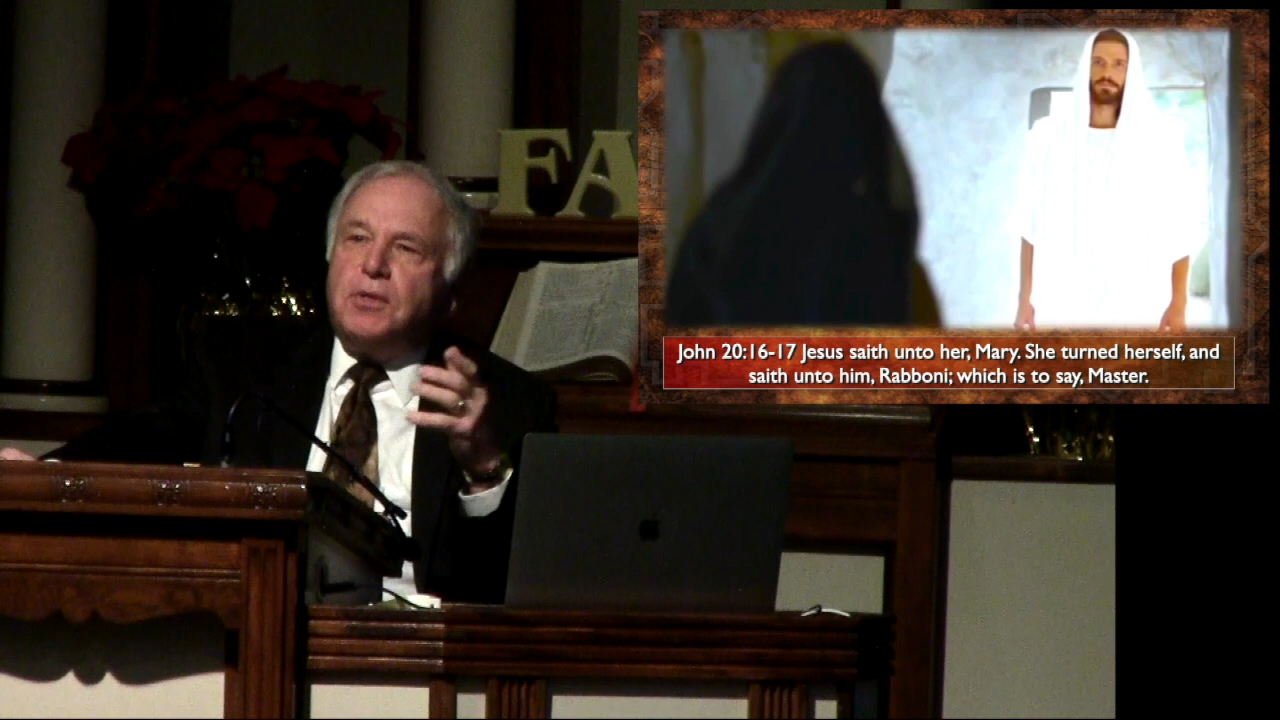 FA
John 20:16-17 Jesus saith unto her, Mary. She turned herself, and
saith unto him, Rabboni; which is to say, Master.